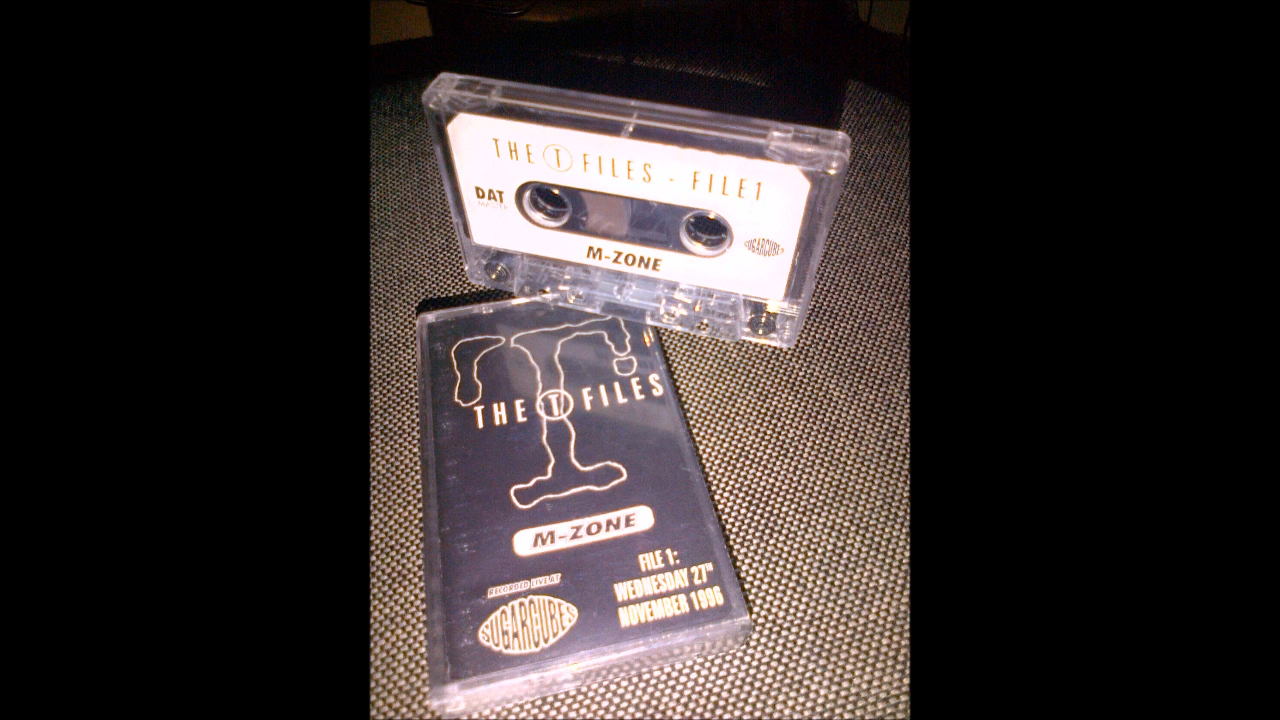 THE T FILES - FILE 1
DAT
MASTER
SUGARCUBES
M-ZONE
THE T FILES
M-ZONE
RECORDED LIVE AT
SUGARCUBES
FILE 1:
WEDNESDAY 27TH
NOVEMBER 1996